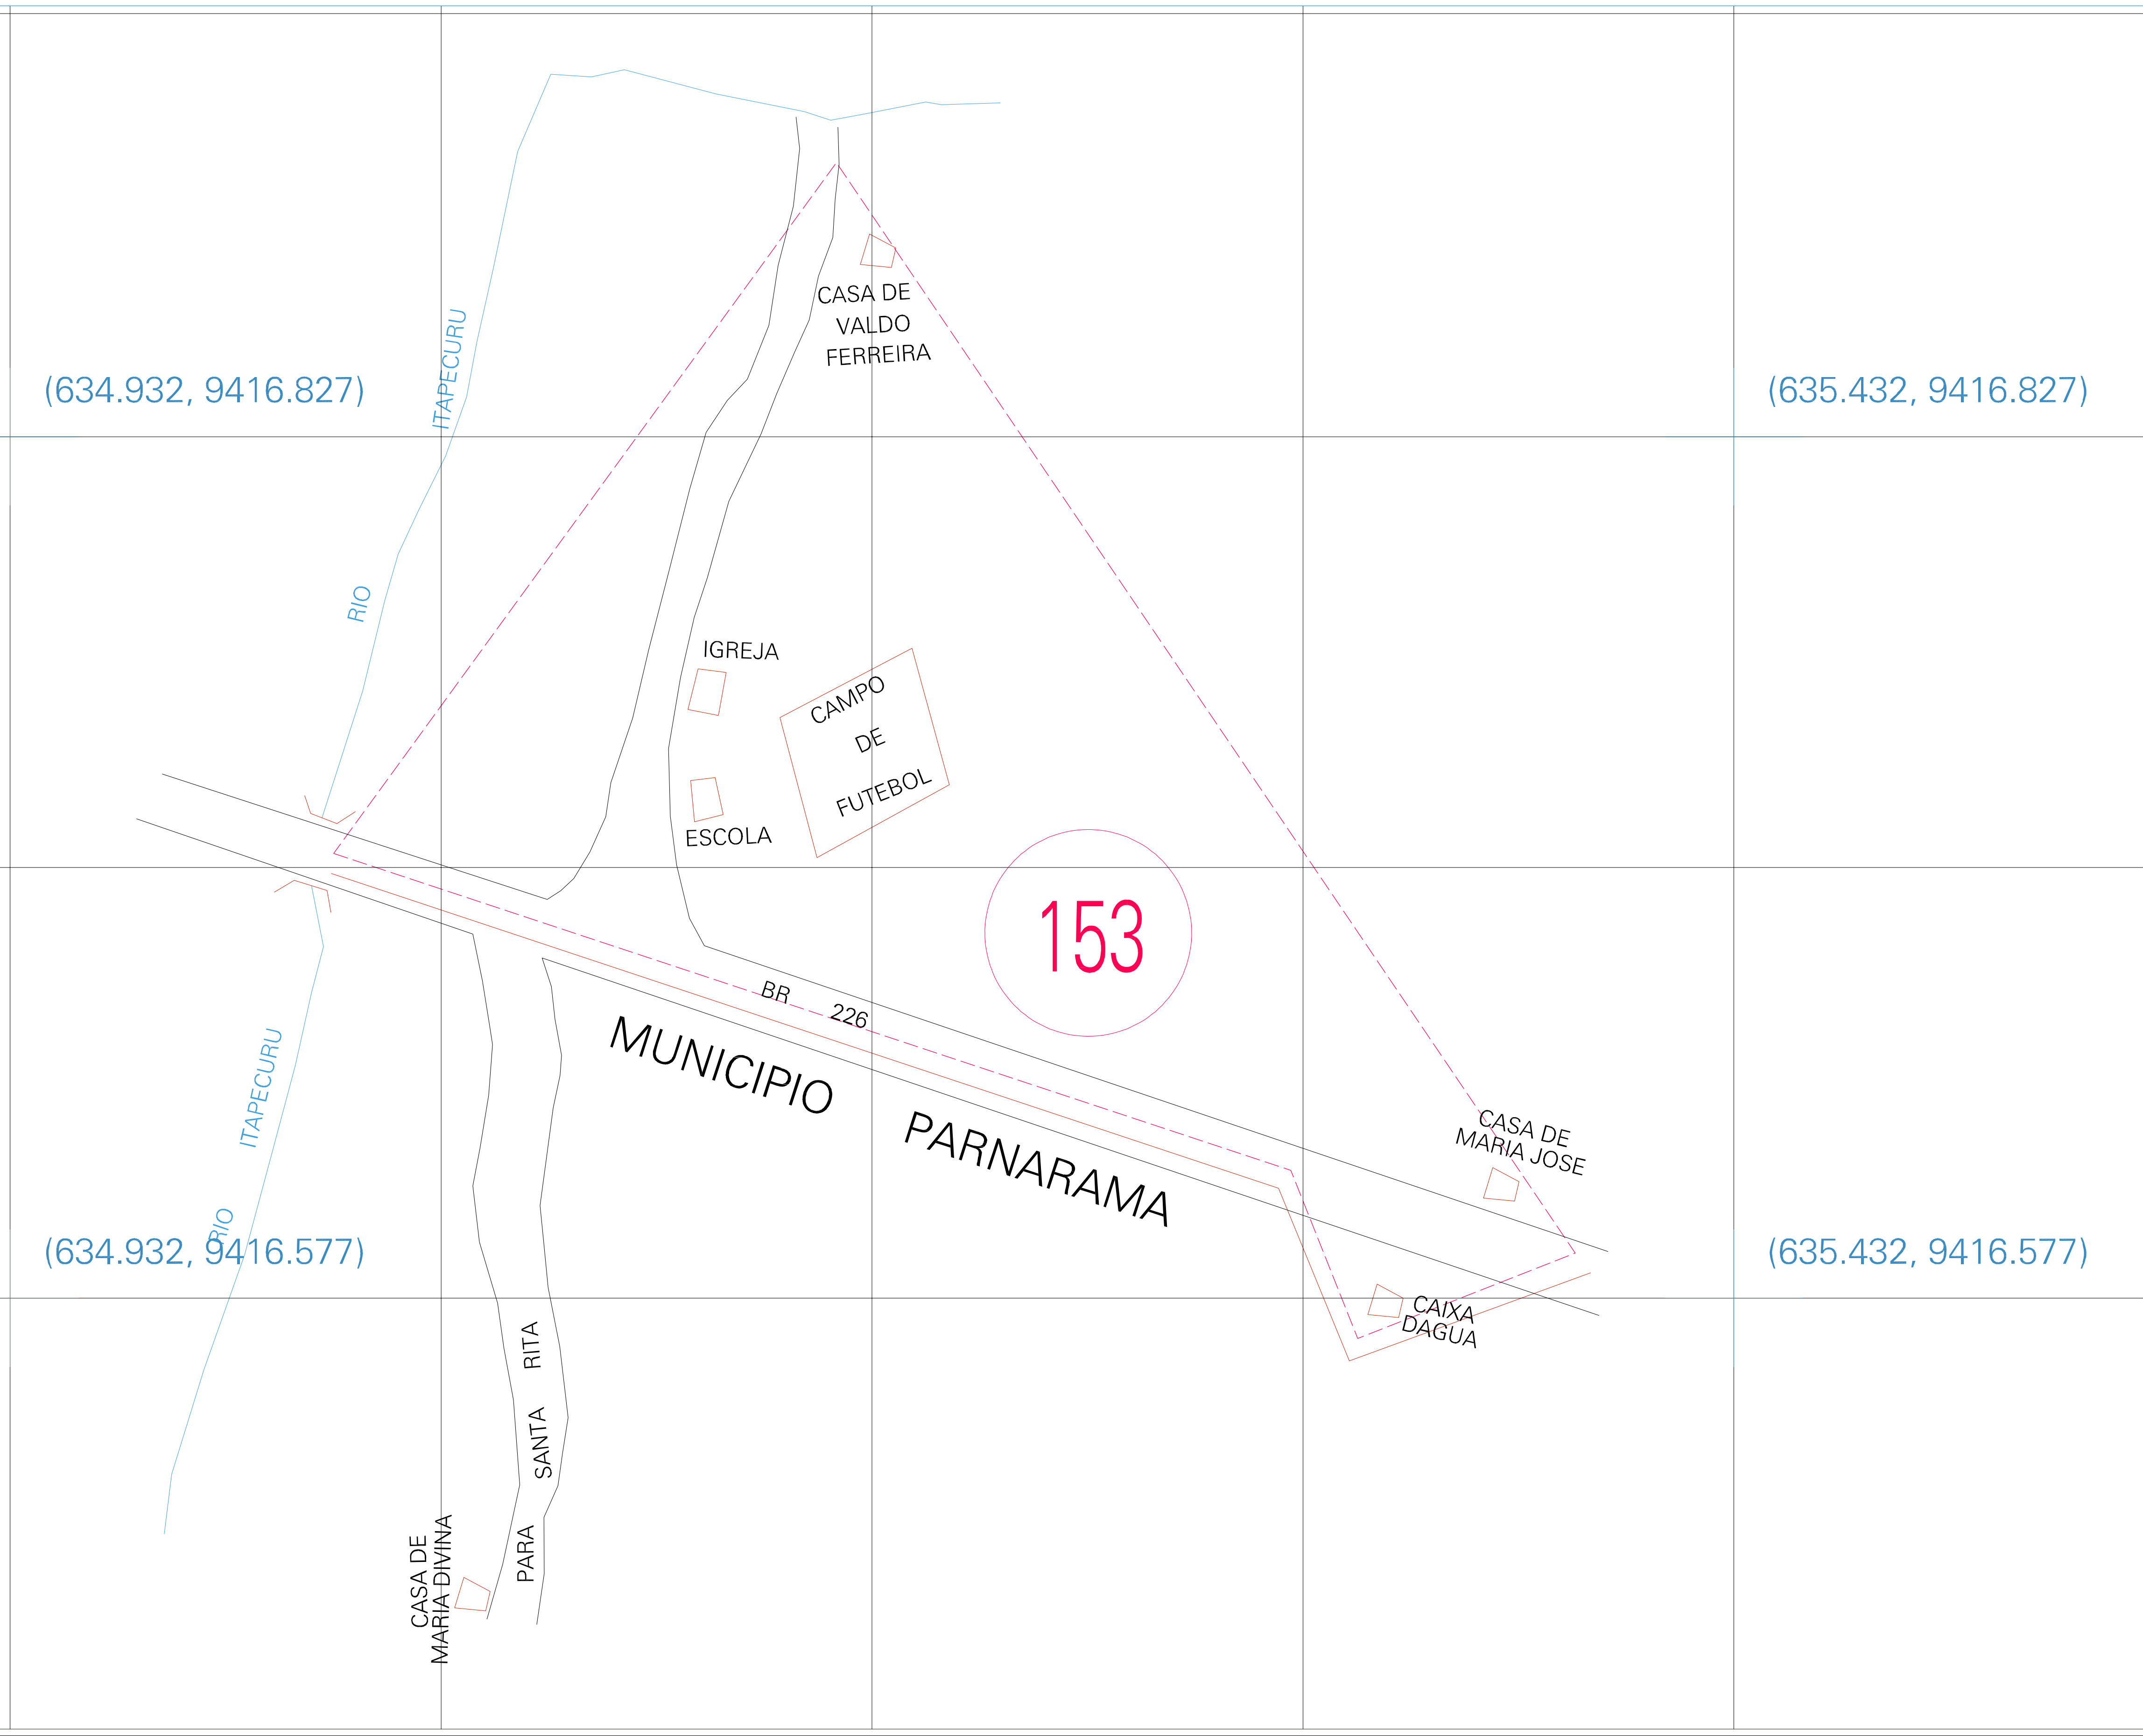 CASA DE
VALDO
FERREIRA
(634.932, 9416.827)
ITAPECURU
(635.432, 9416.827)
RIO
IGREJA
CAMPO
DE
FUTEBOL
ESCOLA
153
BR 226
MUNICIPIO PARNARAMA
ITAPECURU
RIO
CASA DE
MARIA JOSE
(634.932, 9416.577)
(635.432, 9416.577)
CAIXA
DAGUA
PARA SANTA RITA
CASA DE
MARIA DIVINA